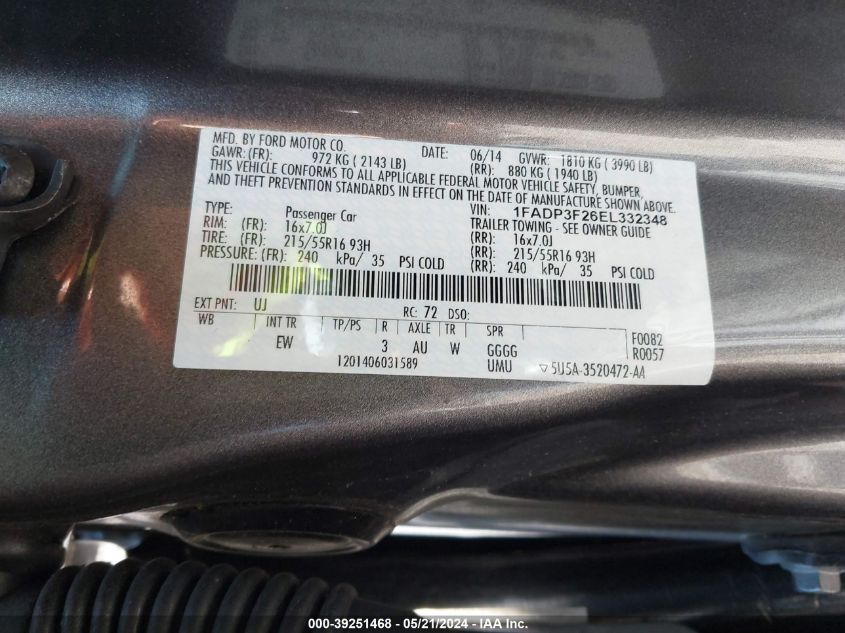 MFD. BY FORD MOTOR CO. DATE: 06/14 GVWR: 1810 KG ( 3990 LB)
GAWR: (FR): 972 KG ( 2143 LB) (RR): 880 KG ( 1940 LB)
THIS VEHICLE CONFORMS TO ALL APPLICABLE FEDERAL MOTOR VEHICLE SAFETY, BUMPER,
AND THEFT PREVENTION STANDARDS IN EFFECT ON THE DATE OF MANUFACTURE SHOWN ABOVE.
TYPE: Passenger Car VIN: 1FADP3F26EL332348
TRAILER TOWING - SEE OWNER GUIDE
RIM: (FR): 16x7.0J (RR): 16x7.0J
TIRE: (FR): 215/55R16 93H (RR): 215/55R16 93H
PRESSURE: (FR): 240 kPa/ 35 PSI COLD (RR): 240 kPa/ 35 PSI COLD
EXT PNT: UJ RC: 72 DSO:
WB INT TR TP/PS R AXLE TR SPR F0082
EW 3 AU W GGGG R0057
1201406031589 UMU ▽5U5A-3520472-AA
000-39251468 - 05/21/2024 - IAA Inc.